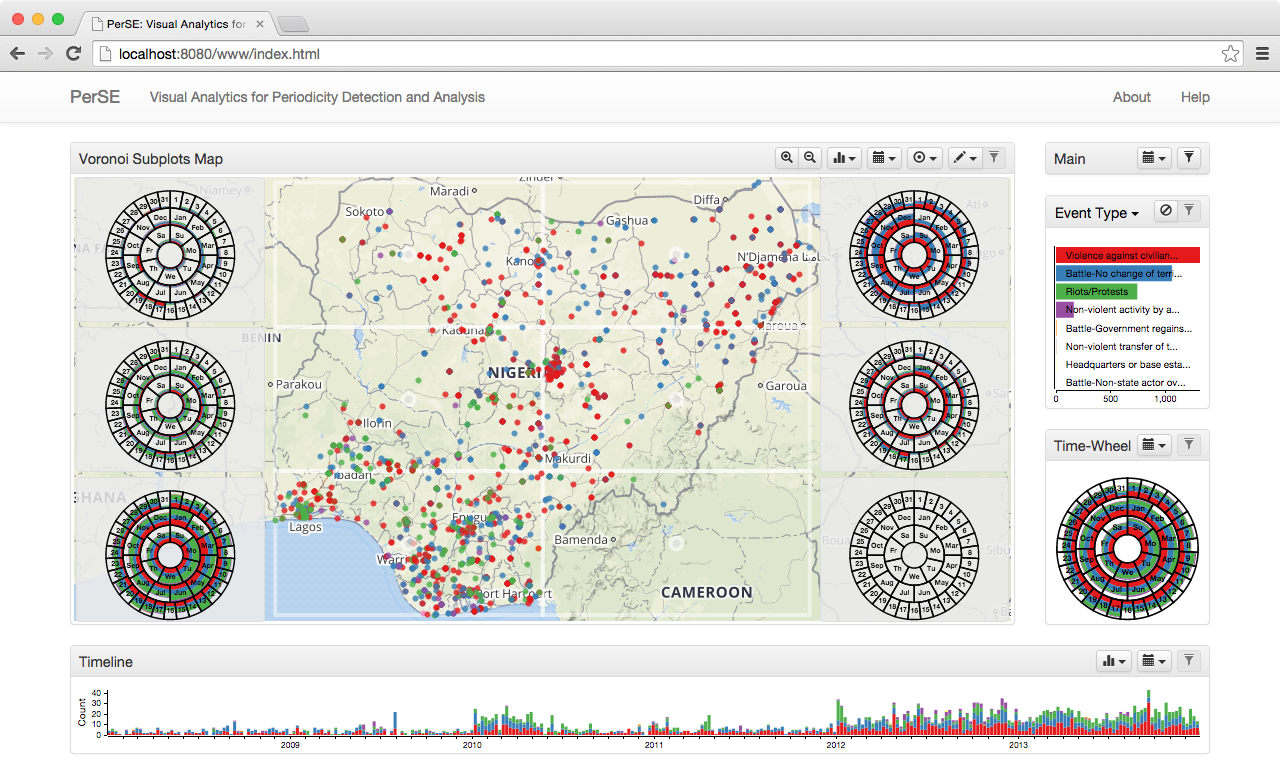 PerSE: Visual Analytics for
localhost:8080/www/index.html
PerSE Visual Analytics for Periodicity Detection and Analysis About Help
Voronoi Subplots Map
Main
Event Type
Violence against civilian...
Battle-No change of terri...
Riots/Protests
Non-violent activity by a...
Battle-Government regains...
Non-violent transfer of t...
Headquarters or base esta...
Battle-Non-state actor ov...
0 500 1,000
Time-Wheel
Niamey
Maradi
Diffa
Sokoto
Gashua
Kano
N'Djamena
Maroua
Kaduna
BENIN
NIGERI
Parakou
Garoua
Ilorin
Makurdi
badan
GHANA
Lagos
Enugu
Bamenda
Warri
ort Harcourt
CAMEROON
Jan
Feb
Mar
Apr
May
Jun
Jul
Aug
Sep
Oct
Nov
Dec
Su
Mo
Tu
We
Th
Fr
Sa
Timeline
Count
40
30
20
10
0
2009 2010 2011 2012 2013